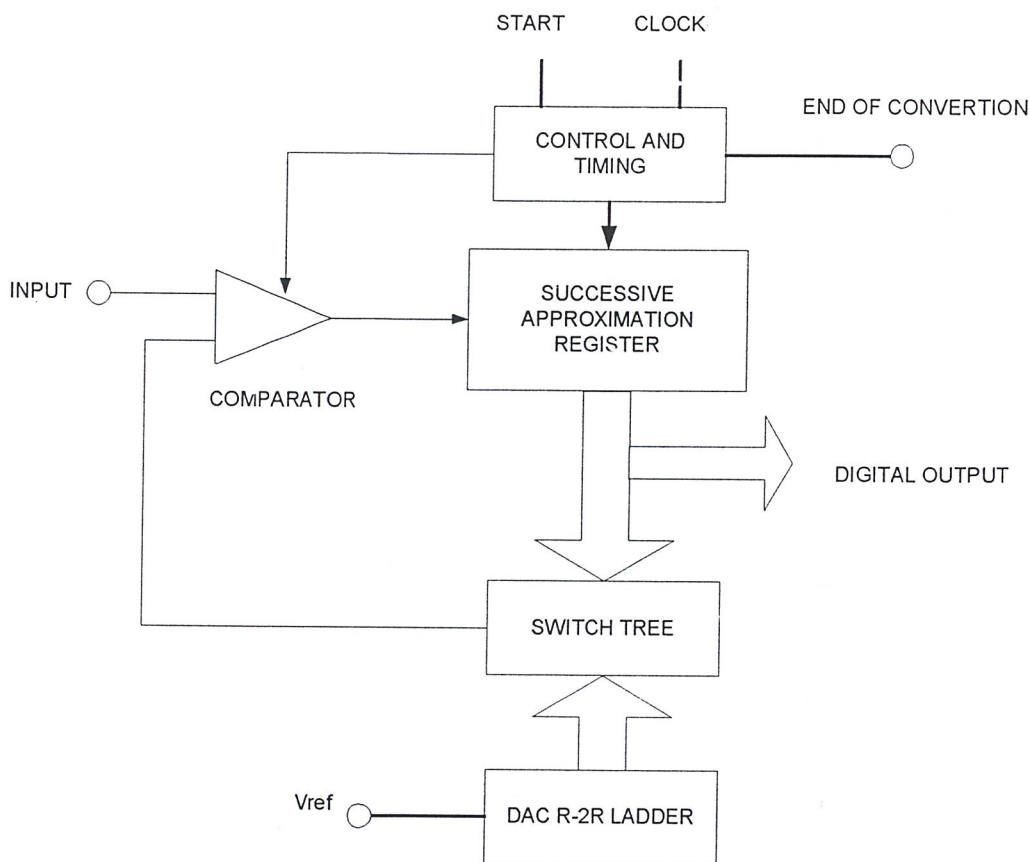 START
CLOCK
END OF CONVERTION
CONTROL AND
TIMING
INPUT
SUCCESSIVE
APPROXIMATION
REGISTER
COMPARATOR
DIGITAL OUTPUT
SWITCH TREE
Vref
DAC R-2R LADDER